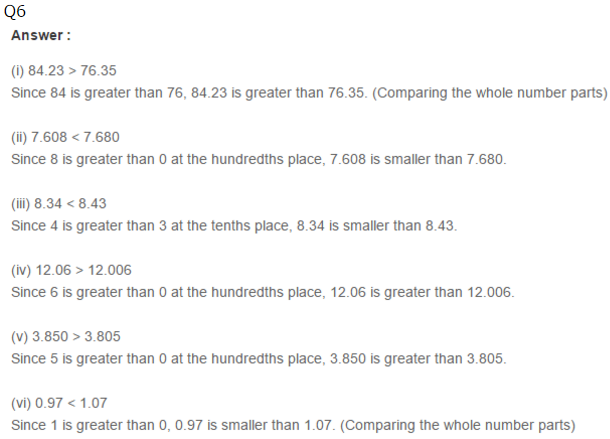 Q6
Answer :
(i) 84.23 > 76.35
Since 84 is greater than 76, 84.23 is greater than 76.35. (Comparing the whole number parts)
(ii) 7.608 < 7.680
Since 8 is greater than 0 at the hundredths place, 7.608 is smaller than 7.680.
(iii) 8.34 < 8.43
Since 4 is greater than 3 at the tenths place, 8.34 is smaller than 8.43.
(iv) 12.06 > 12.006
Since 6 is greater than 0 at the hundredths place, 12.06 is greater than 12.006.
(v) 3.850 > 3.805
Since 5 is greater than 0 at the hundredths place, 3.850 is greater than 3.805.
(vi) 0.97 < 1.07
Since 1 is greater than 0, 0.97 is smaller than 1.07. (Comparing the whole number parts)